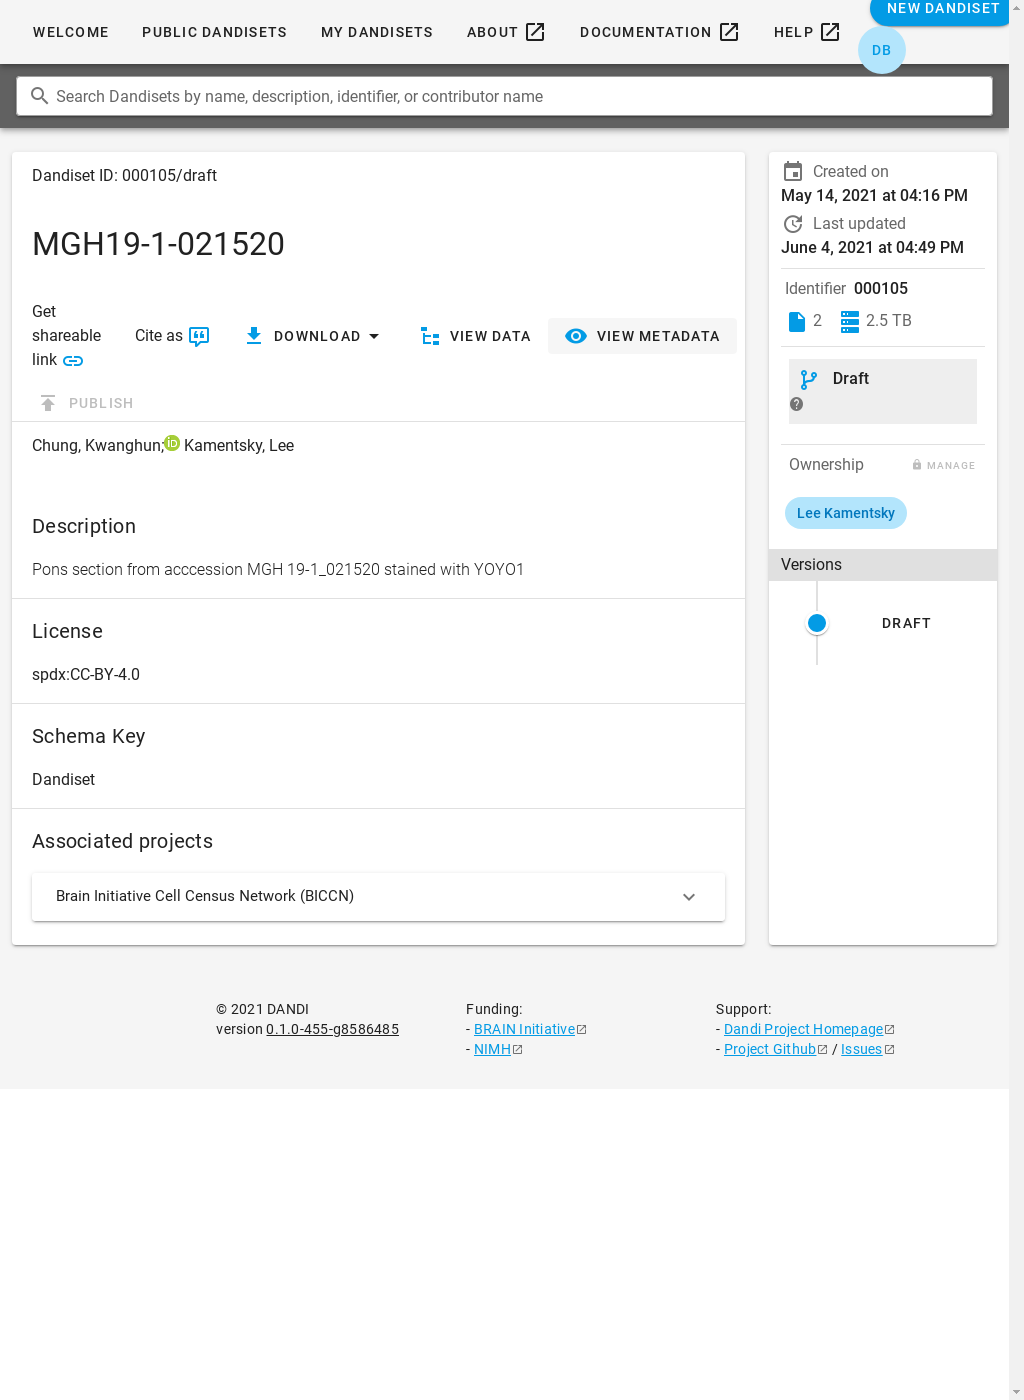 WELCOME PUBLIC DANDISETS MY DANDISETS ABOUT DOCUMENTATION HELP NEW DANDISET
DB
Search Dandisets by name, description, identifier, or contributor name
Dandiset ID: 000105/draft
MGH19-1-021520
Get
shareable
link
Cite as
DOWNLOAD
VIEW DATA
VIEW METADATA
PUBLISH
Chung, Kwanghun; iD Kamentsky, Lee
Description
Pons section from acccession MGH 19-1_021520 stained with YOYO1
License
spdx:CC-BY-4.0
Schema Key
Dandiset
Associated projects
Brain Initiative Cell Census Network (BICCN)
Created on
May 14, 2021 at 04:16 PM
Last updated
June 4, 2021 at 04:49 PM
Identifier 000105
2 2.5 TB
Draft
?
Ownership MANAGE
Lee Kamentsky
Versions
DRAFT
© 2021 DANDI
version 0.1.0-455-g8586485
Funding:
- BRAIN Initiative
- NIMH
Support:
- Dandi Project Homepage
- Project Github / Issues